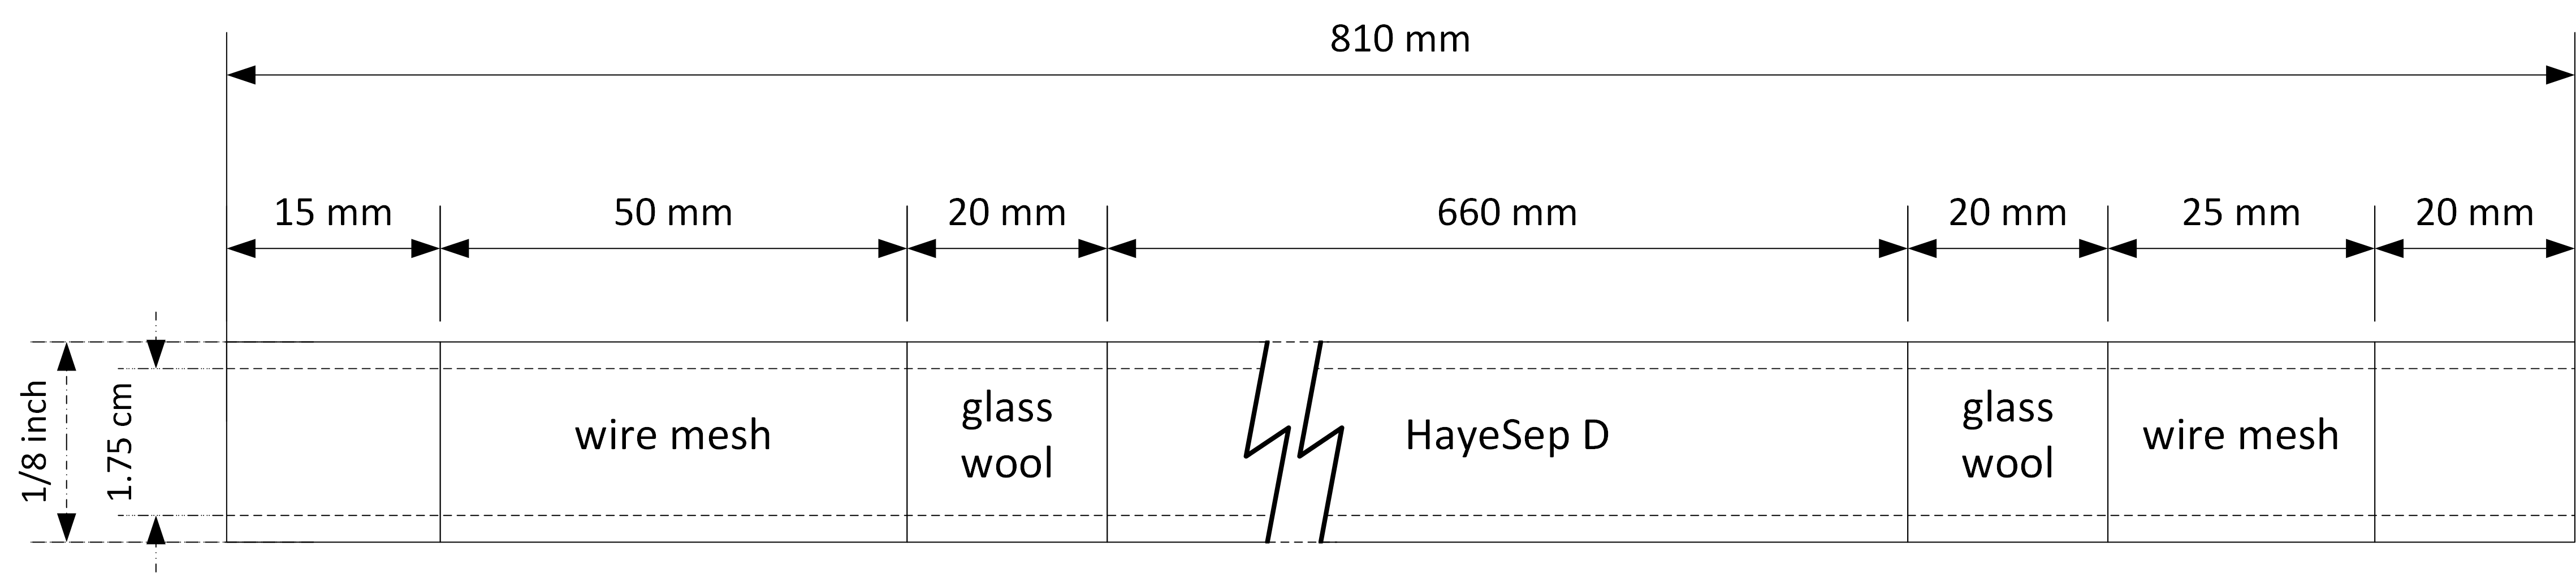 810 mm
15 mm
50 mm
20 mm
660 mm
20 mm
25 mm
20 mm
1/8 inch
1.75 cm
wire mesh
glass
wool
HayeSep D
glass
wool
wire mesh